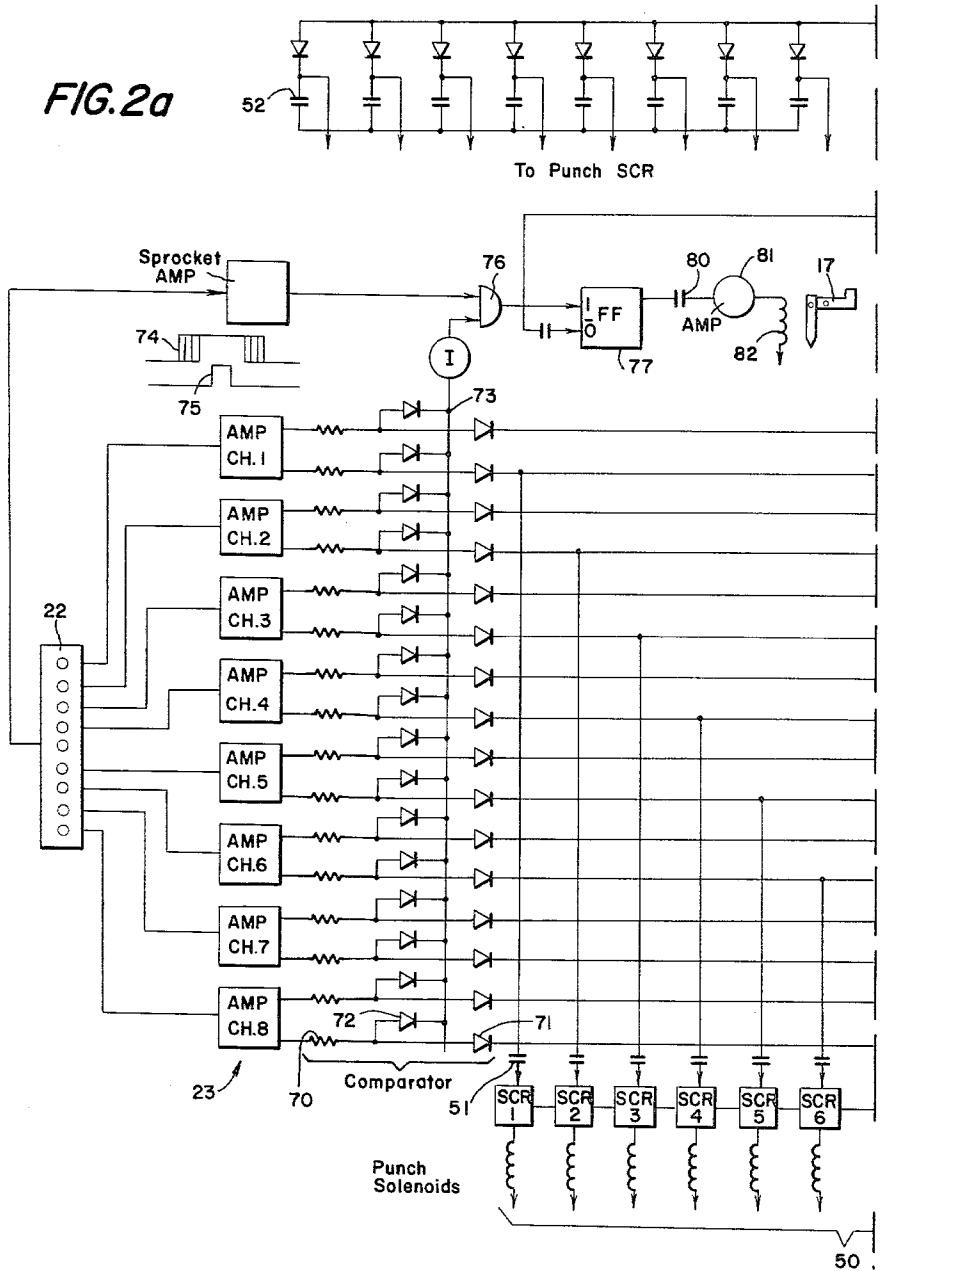 FIG.2a
52
To Punch SCR
Sprocket
AMP
74
75
76
I
73
1
0̅
FF
77
80
81
AMP
82
17
AMP
CH.1
AMP
CH.2
AMP
CH.3
AMP
CH.4
AMP
CH.5
AMP
CH.6
AMP
CH.7
AMP
CH.8
22
23
72
71
70
Comparator
51
SCR
1
SCR
2
SCR
3
SCR
4
SCR
5
SCR
6
Punch
Solenoids
50